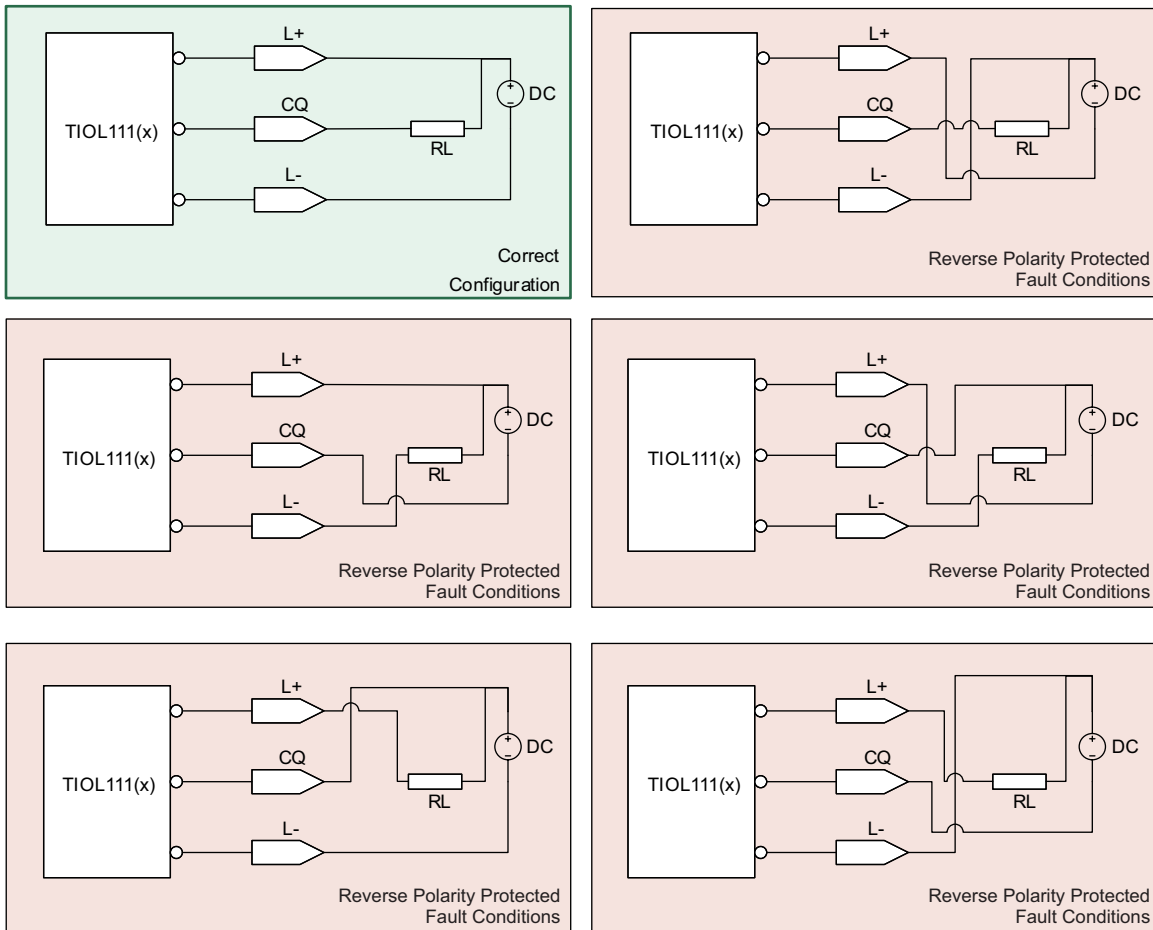 L+
CQ
TIOL111(x)
DC
+
−
RL
L-
Correct
Configuration
L+
CQ
TIOL111(x)
DC
+
−
RL
L-
Reverse Polarity Protected
Fault Conditions
L+
CQ
TIOL111(x)
DC
+
−
RL
L-
Reverse Polarity Protected
Fault Conditions
L+
CQ
TIOL111(x)
DC
+
−
RL
L-
Reverse Polarity Protected
Fault Conditions
L+
CQ
TIOL111(x)
DC
+
−
RL
L-
Reverse Polarity Protected
Fault Conditions
L+
CQ
TIOL111(x)
DC
+
−
RL
L-
Reverse Polarity Protected
Fault Conditions